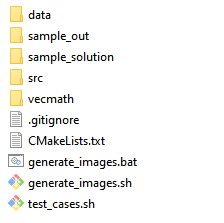 data
sample_out
sample_solution
src
vecmath
.gitignore
CMakeLists.txt
generate_images.bat
generate_images.sh
test_cases.sh